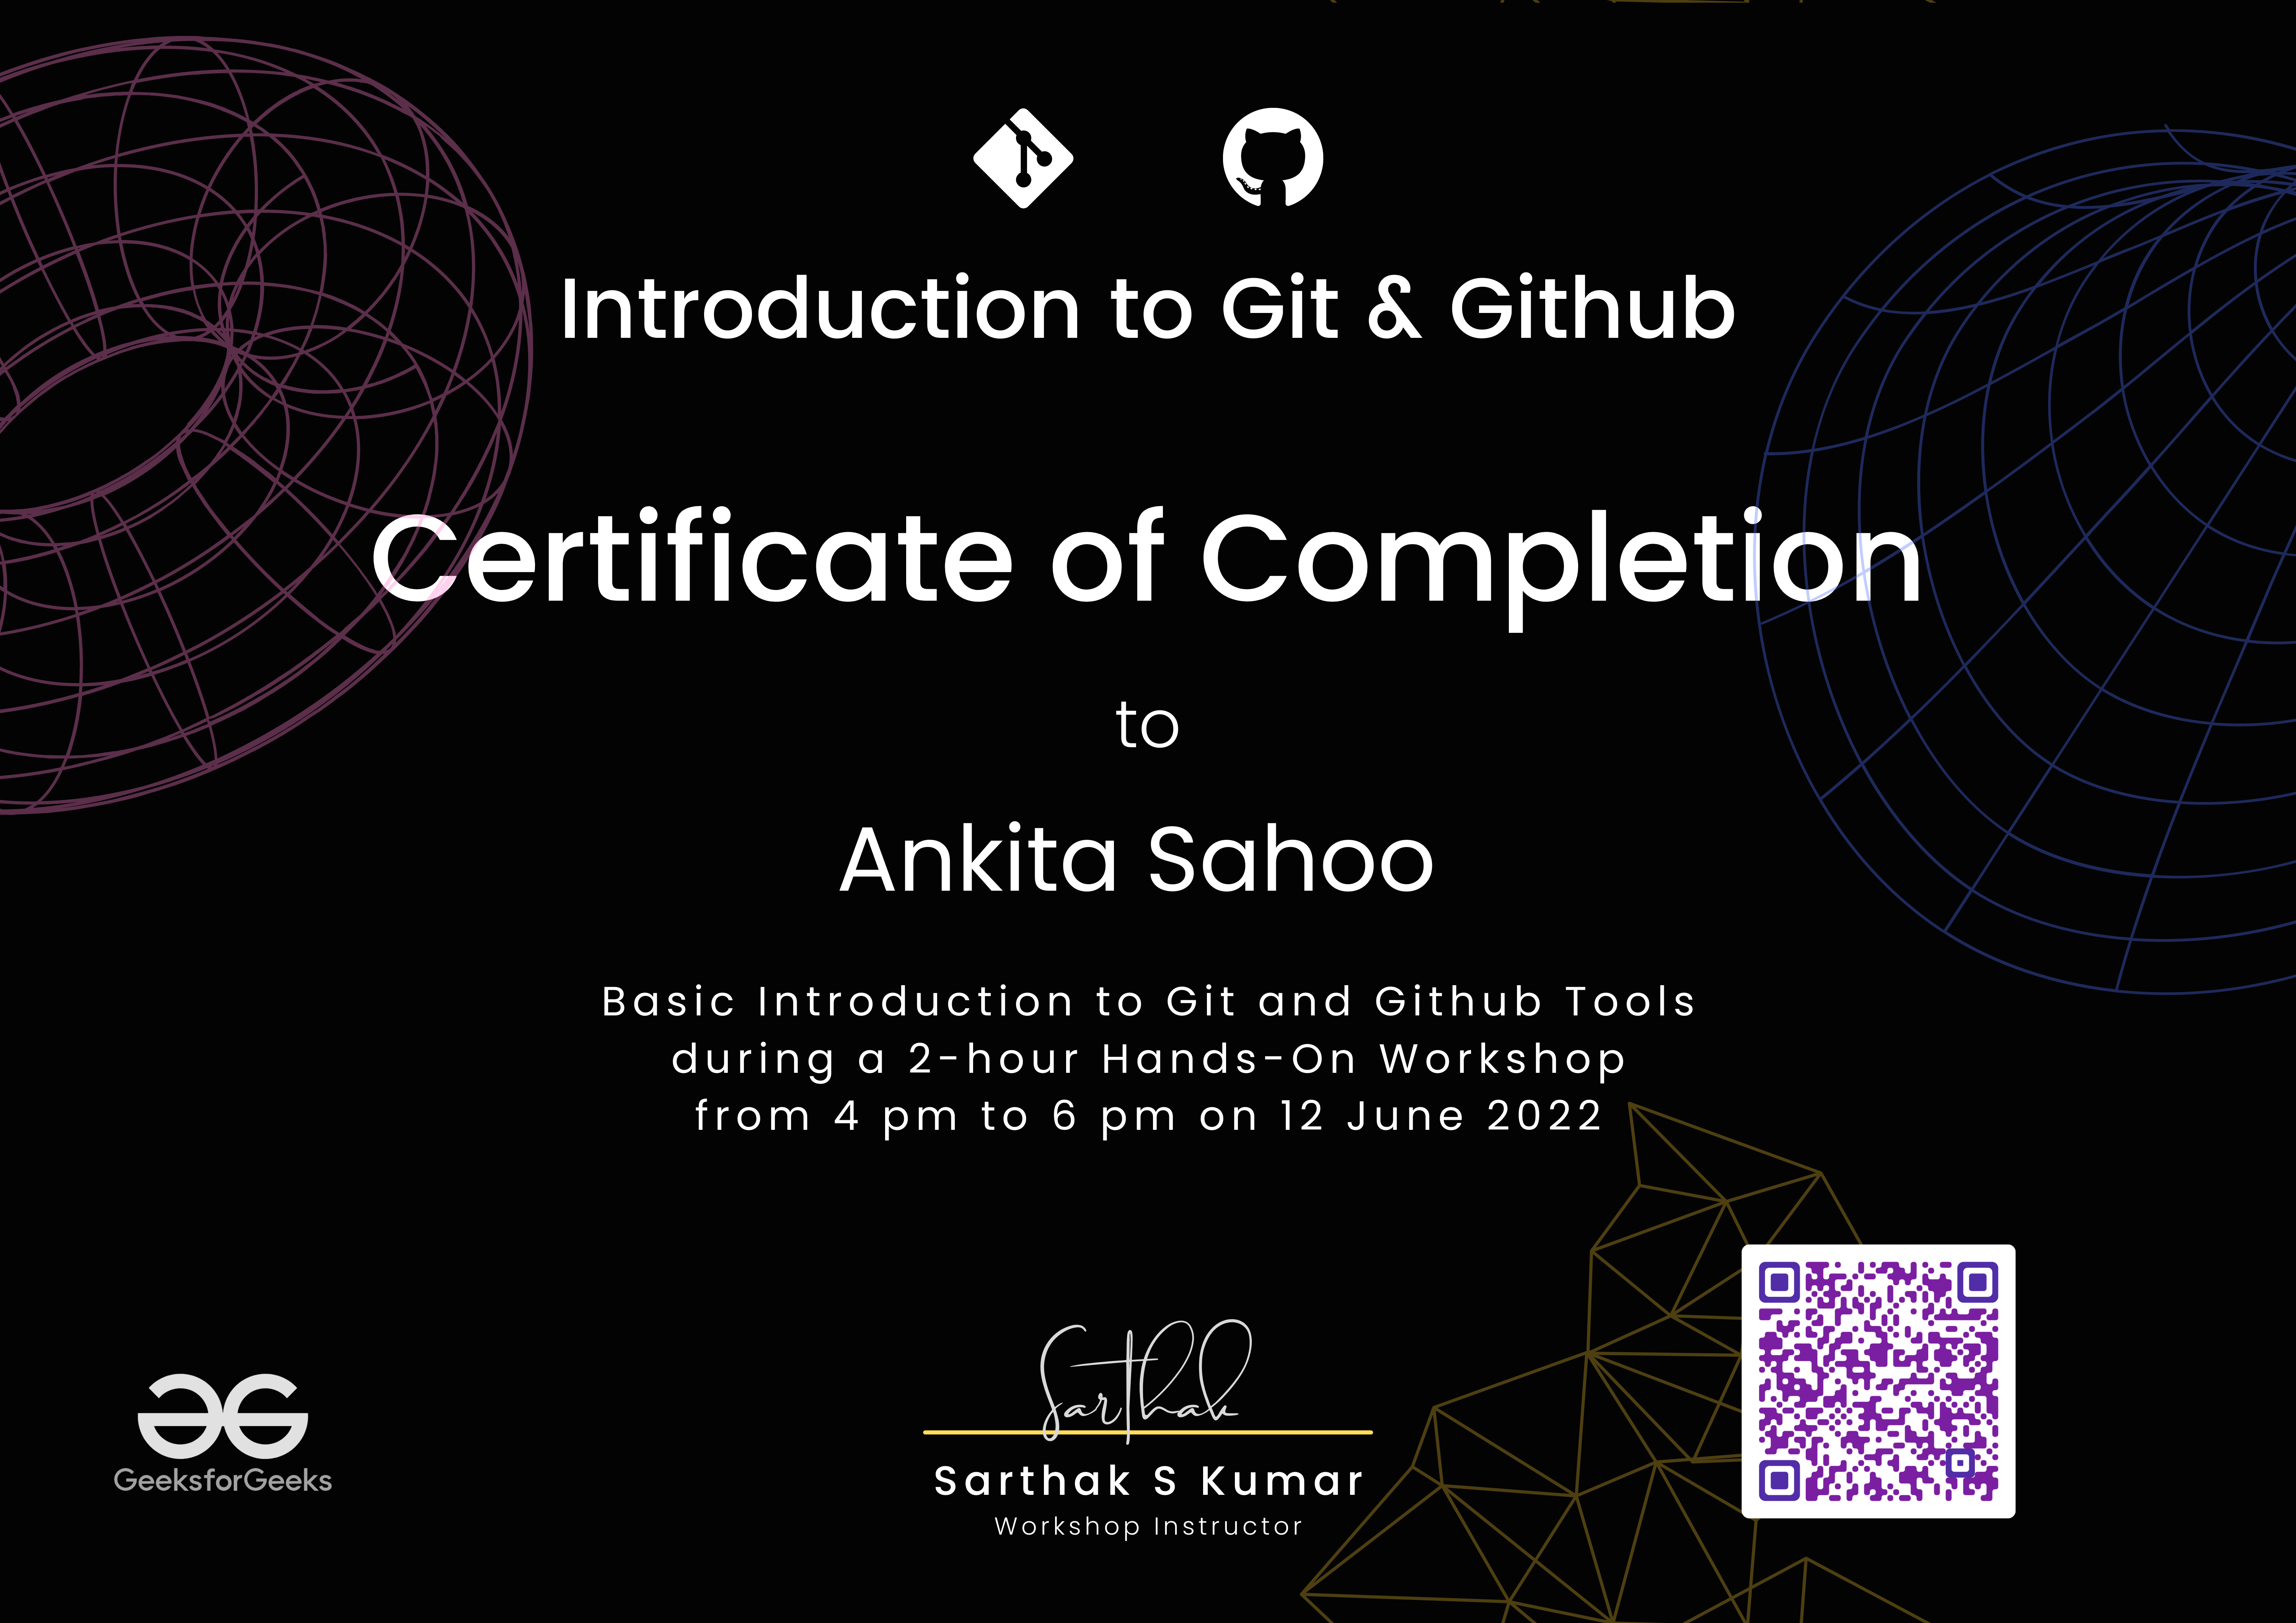 Introduction to Git & Github
Certificate of Completion
to
Ankita Sahoo
Basic Introduction to Git and Github Tools
during a 2-hour Hands-On Workshop
from 4 pm to 6 pm on 12 June 2022
GeeksforGeeks
Sarthak
Sarthak S Kumar
Workshop Instructor